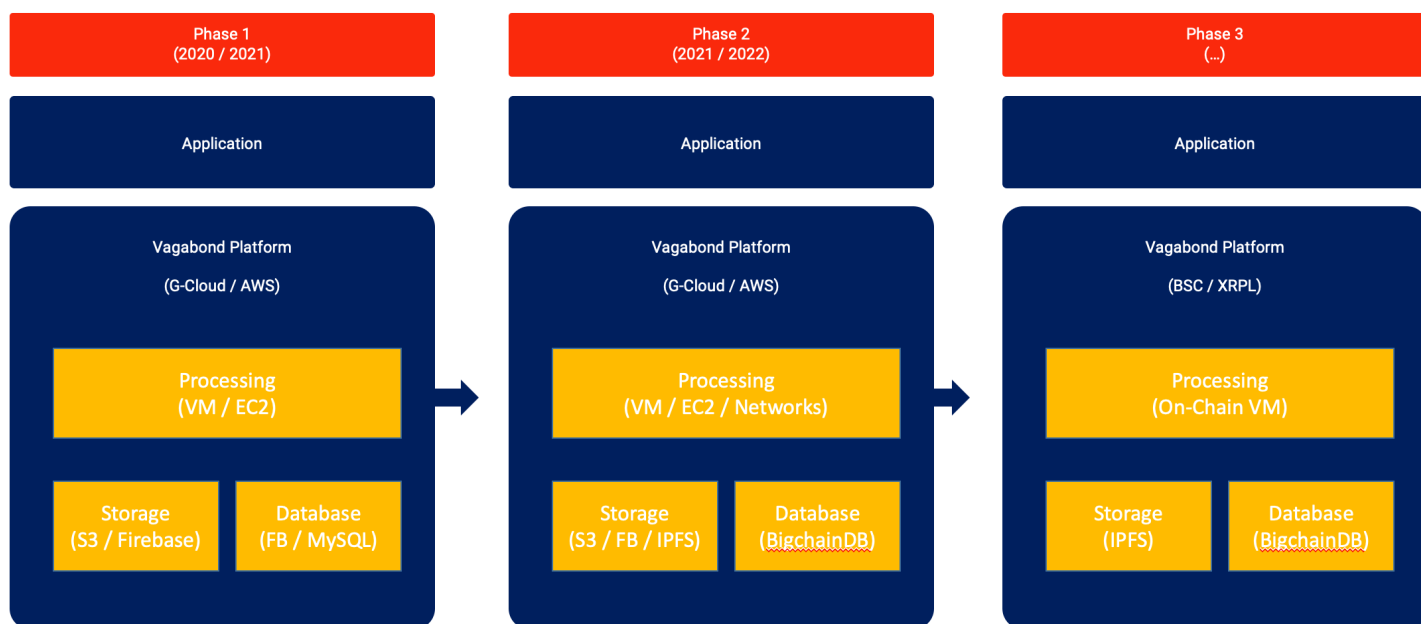 Phase 1
(2020 / 2021)
Application
Vagabond Platform
(G-Cloud / AWS)
Processing
(VM / EC2)
Storage
(S3 / Firebase)
Database
(FB / MySQL)
Phase 2
(2021 / 2022)
Application
Vagabond Platform
(G-Cloud / AWS)
Processing
(VM / EC2 / Networks)
Storage
(S3 / FB / IPFS)
Database
(BigchainDB)
Phase 3
(...)
Application
Vagabond Platform
(BSC / XRPL)
Processing
(On-Chain VM)
Storage
(IPFS)
Database
(BigchainDB)